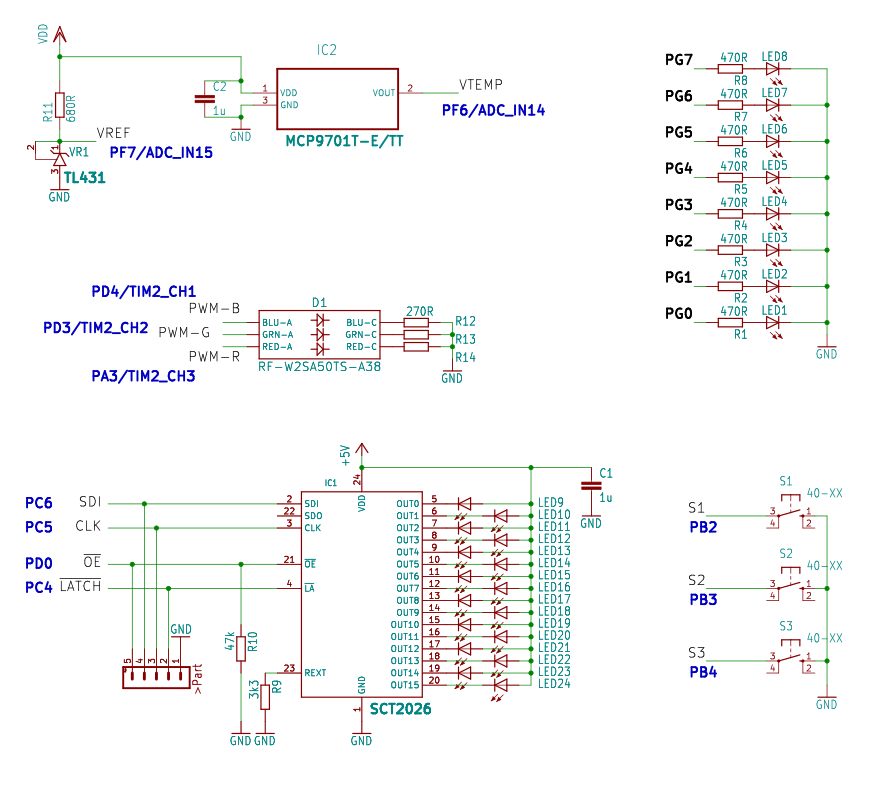 VDD
R11
680R
VREF
PF7/ADC_IN15
2
1
3
VR1
TL431
GND
C2
1u
GND
IC2
1
3
VDD
GND
VOUT
2
VTEMP
PF6/ADC_IN14
MCP9701T-E/TT
PG7
470R
LED8
R8
PG6
470R
LED7
R7
PG5
470R
LED6
R6
PG4
470R
LED5
R5
PG3
470R
LED4
R4
PG2
470R
LED3
R3
PG1
470R
LED2
R2
PG0
470R
LED1
R1
GND
PD4/TIM2_CH1
PWM-B
PD3/TIM2_CH2
PWM-G
PWM-R
PA3/TIM2_CH3
D1
BLU-A
BLU-C
GRN-A
GRN-C
RED-A
RED-C
RF-W2SA50TS-A38
270R
R12
R13
R14
GND
PC6
SDI
PC5
CLK
PD0
OE
PC4
LATCH
GND
5
4
3
2
1
>Part
47k
R10
3k3
R9
GND
GND
+5V
IC1
24
VDD
2
SDI
22
SDO
3
CLK
21
OE
4
LA
23
REXT
GND
1
GND
SCT2026
OUT0
5
LED9
OUT1
6
LED10
OUT2
7
LED11
OUT3
8
LED12
OUT4
9
LED13
OUT5
10
LED14
OUT6
11
LED15
OUT7
12
LED16
OUT8
13
LED17
OUT9
14
LED18
OUT10
15
LED19
OUT11
16
LED20
OUT12
17
LED21
OUT13
18
LED22
OUT14
19
LED23
OUT15
20
LED24
C1
1u
GND
S1
40-XX
S1
PB2
3
4
1
2
S2
40-XX
S2
PB3
3
4
1
2
S3
40-XX
S3
PB4
3
4
1
2
GND